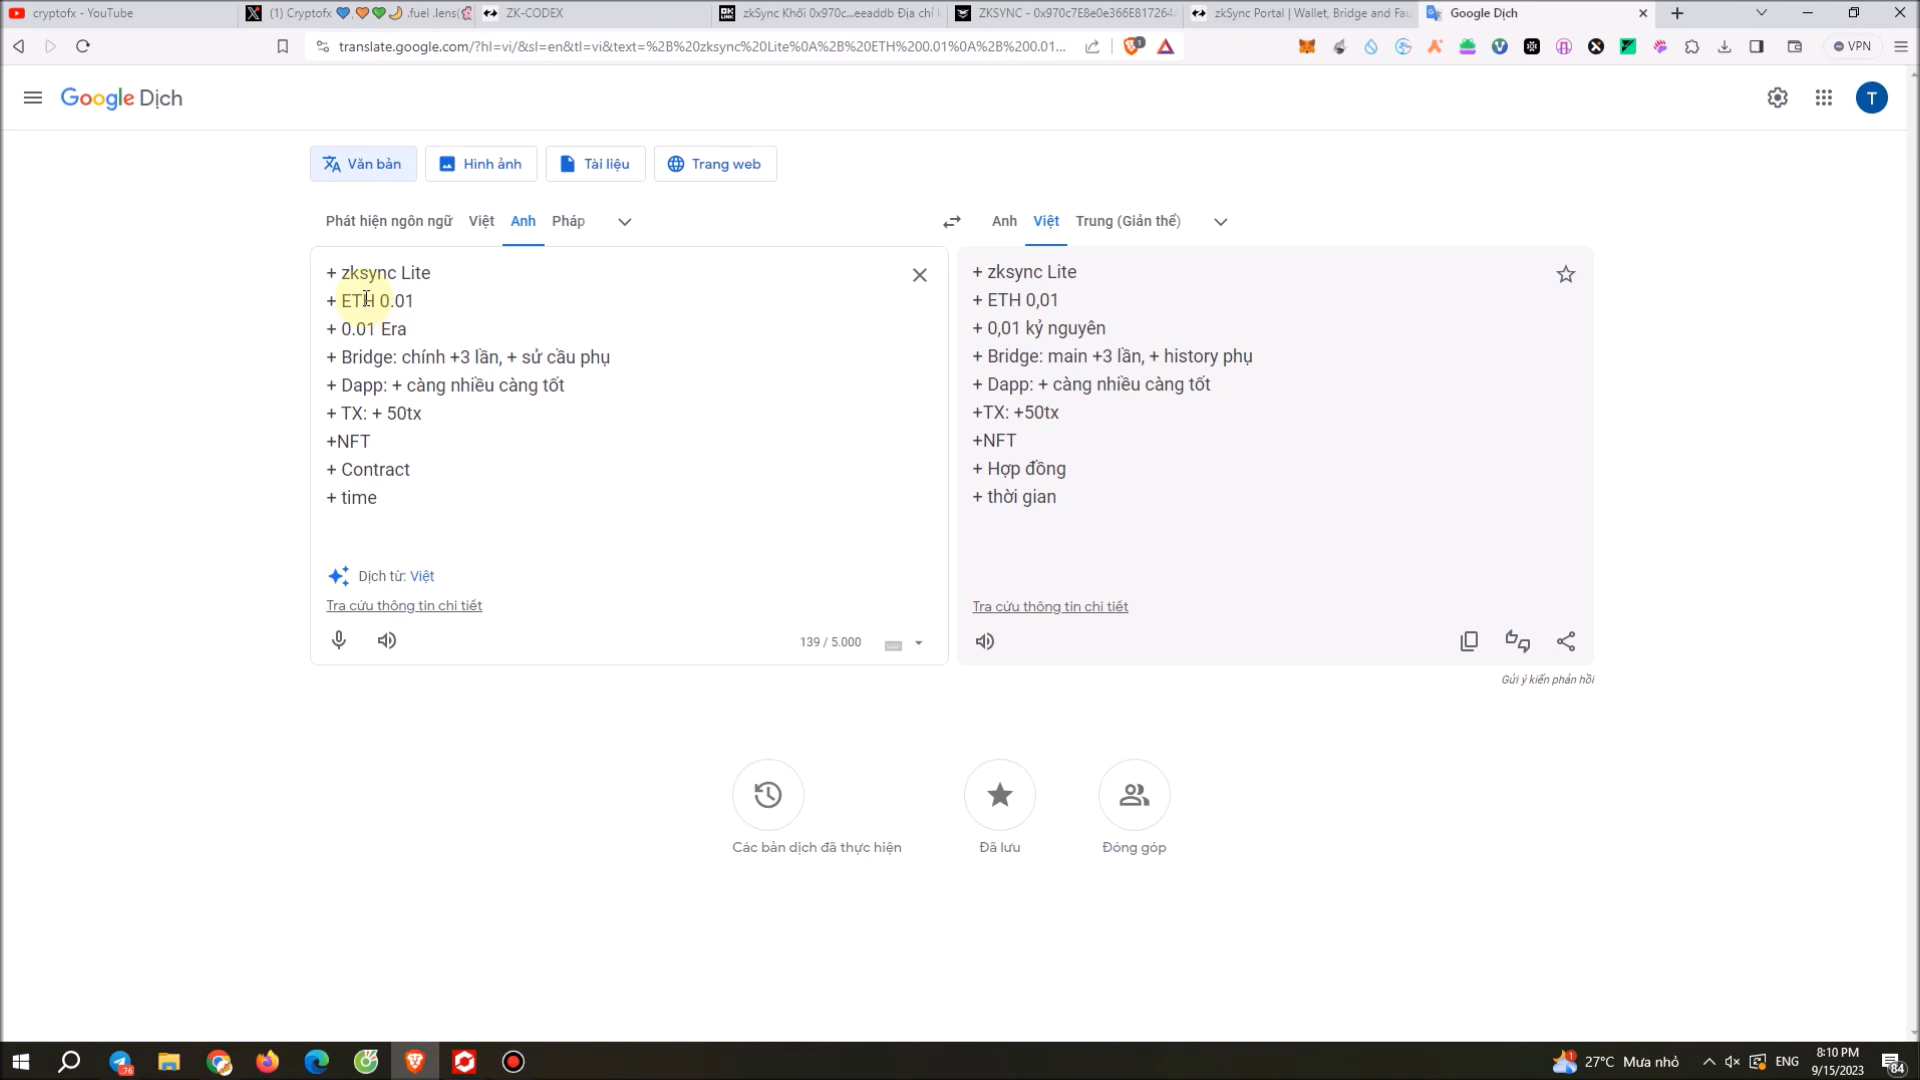 cryptofx - YouTube
(1) Cryptofx 💙,🧡💚🌙 .fuel .lens(
ZK-CODEX
zkSync Khối 0x970c...eeaddb Địa chỉ
ZKSYNC - 0x970c7E8e0e366E817264
zkSync Portal | Wallet, Bridge and Fau
Google Dịch
translate.google.com/?hl=vi/&sl=en&tl=vi&text=%2B%20zksync%20Lite%0A%2B%20ETH%200.01%0A%2B%200.01...
1
VPN
Google Dịch
T
Văn bản
Hình ảnh
Tài liệu
Trang web
Phát hiện ngôn ngữ Việt Anh Pháp
Anh Việt Trung (Giản thể)
+ zksync Lite
+ ETH 0.01
+ 0.01 Era
+ Bridge: chính +3 lần, + sử cầu phụ
+ Dapp: + càng nhiều càng tốt
+ TX: + 50tx
+NFT
+ Contract
+ time
Dịch từ: Việt
Tra cứu thông tin chi tiết
139 / 5.000
+ zksync Lite
+ ETH 0,01
+ 0,01 kỷ nguyên
+ Bridge: main +3 lần, + history phụ
+ Dapp: + càng nhiều càng tốt
+TX: +50tx
+NFT
+ Hợp đồng
+ thời gian
Tra cứu thông tin chi tiết
Gửi ý kiến phản hồi
Các bản dịch đã thực hiện
Đã lưu
Đóng góp
76
1
27°C Mưa nhỏ
ENG
8:10 PM
9/15/2023
84